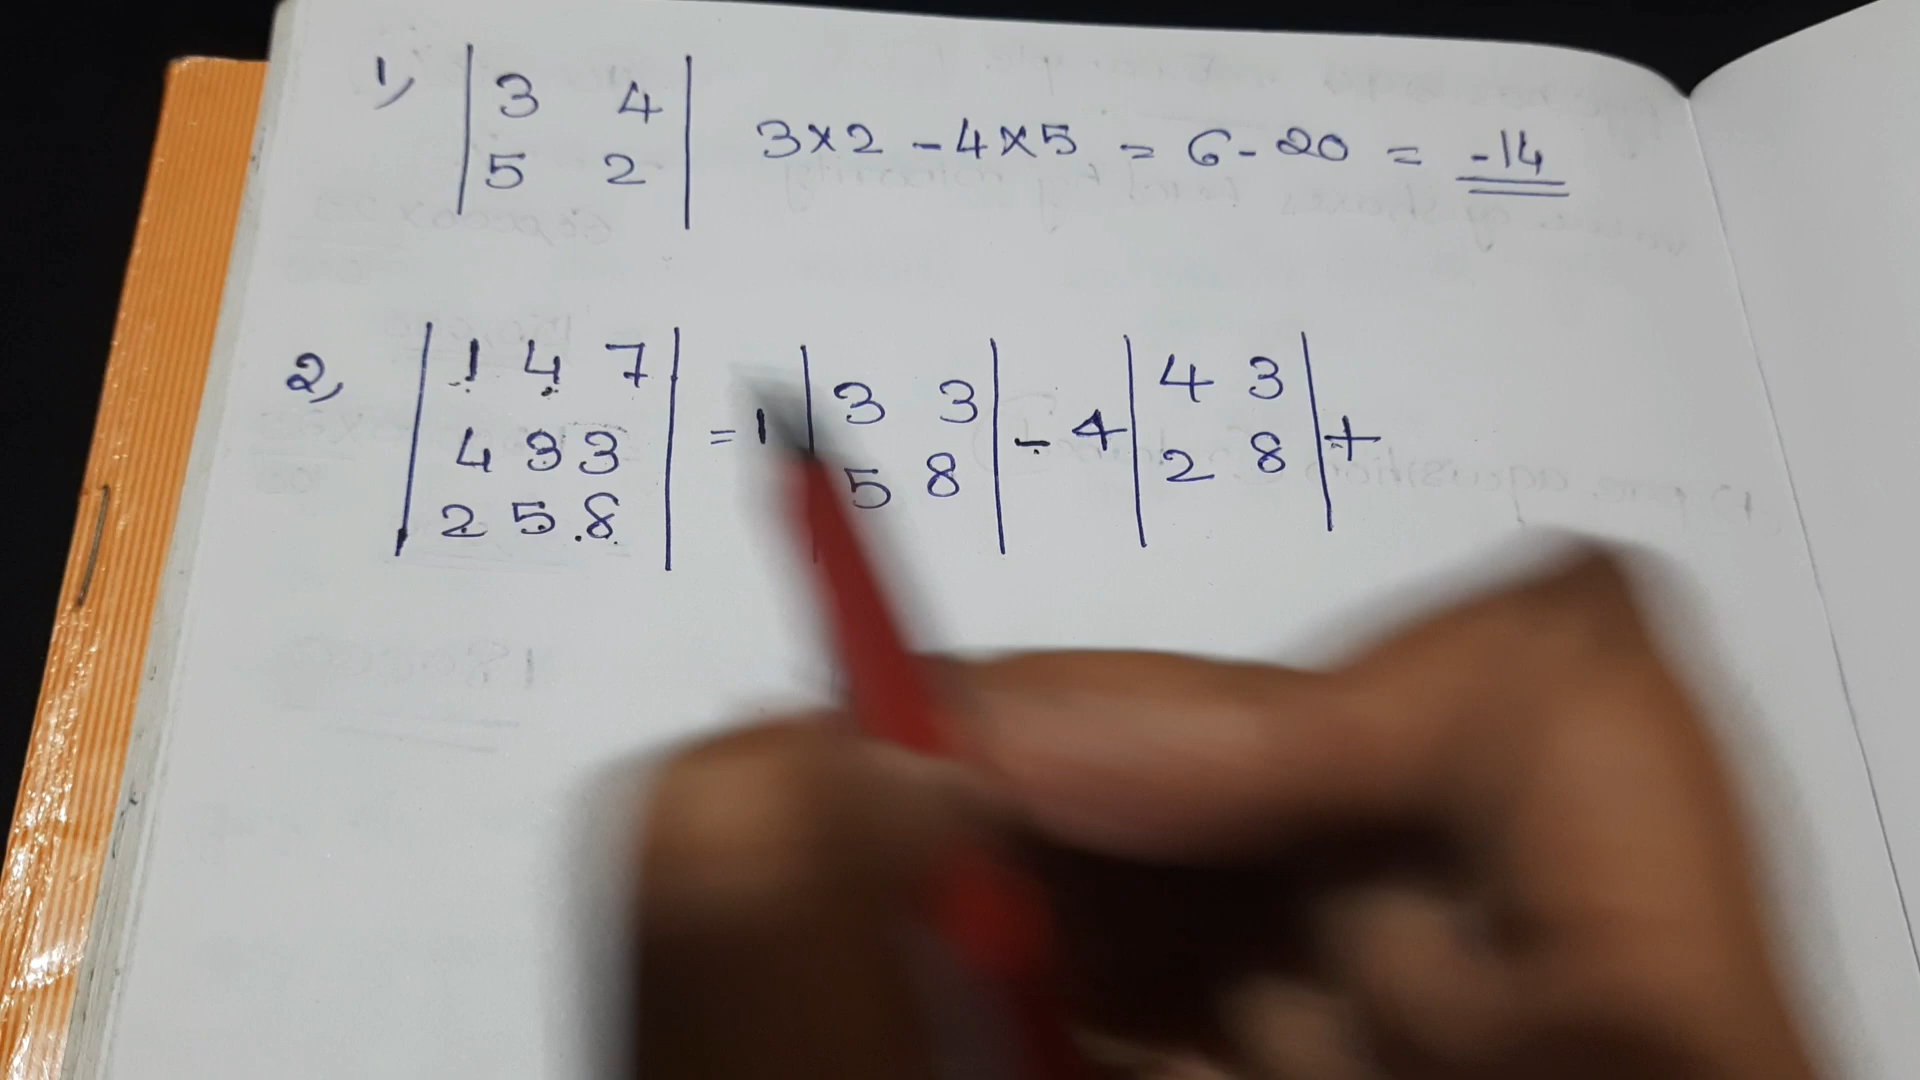 1) | 3 4 | 3×2 - 4×5 = 6 - 20 = -14
| 5 2 |
2) | 1 4 7 | = 1 | 3 3 | - 4 | 4 3 | +
| 4 3 3 | | 5 8 | | 2 8 |
| 2 5 8 |